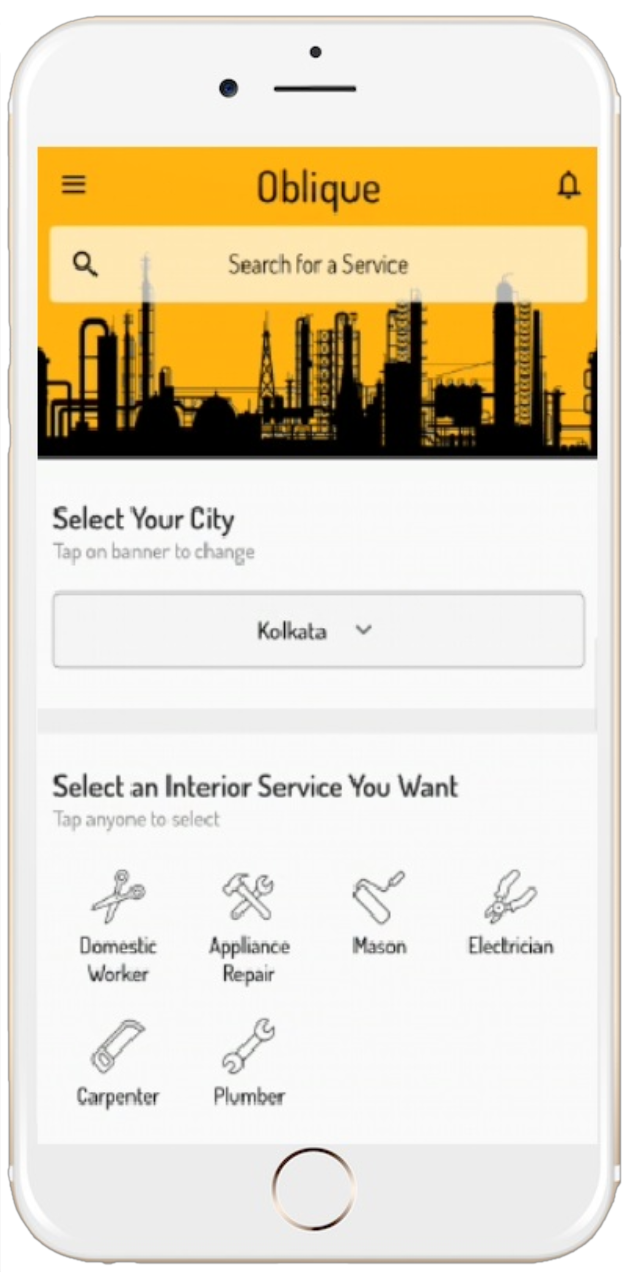 Oblique
Search for a Service
Select Your City
Tap on banner to change
Kolkata
Select an Interior Service You Want
Tap anyone to select
Domestic
Worker
Appliance
Repair
Mason
Electrician
Carpenter
Plumber